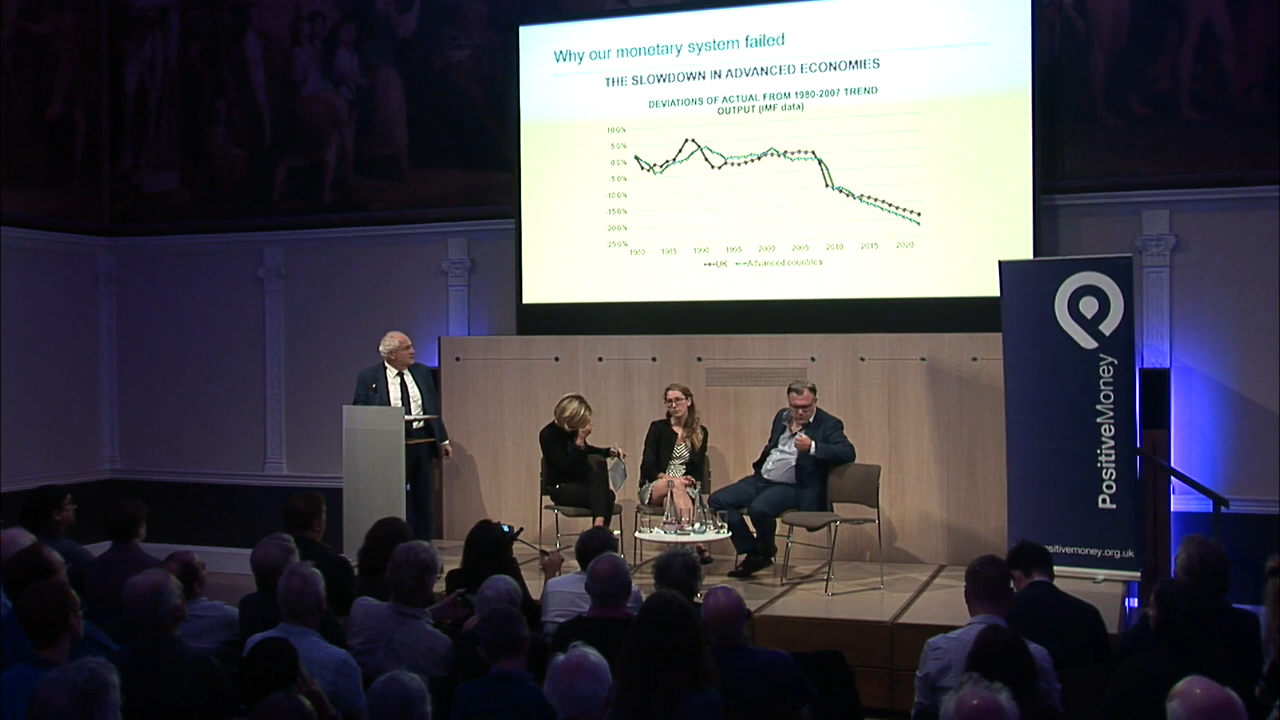 Why our monetary system failed
THE SLOWDOWN IN ADVANCED ECONOMIES
DEVIATIONS OF ACTUAL FROM 1980-2007 TREND
OUTPUT (IMF data)
10.0%
5.0%
0.0%
-5.0%
-10.0%
-15.0%
-20.0%
-25.0%
1980 1985 1990 1995 2000 2005 2010 2015 2020
UK Advanced countries
PositiveMoney
positivemoney.org.uk